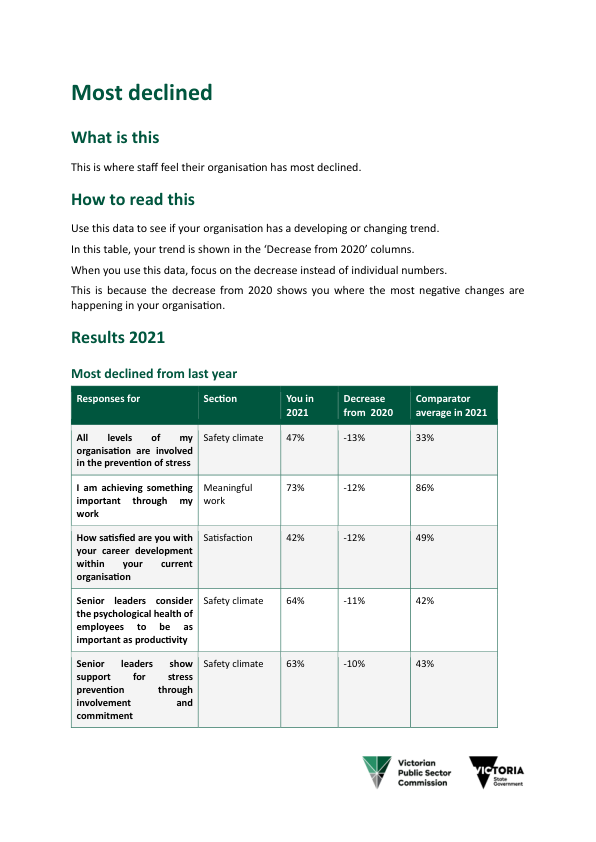 Most declined
What is this
This is where staff feel their organisation has most declined.
How to read this
Use this data to see if your organisation has a developing or changing trend.
In this table, your trend is shown in the ‘Decrease from 2020’ columns.
When you use this data, focus on the decrease instead of individual numbers.
This is because the decrease from 2020 shows you where the most negative changes are
happening in your organisation.
Results 2021
Most declined from last year
Responses for Section You in Decrease Comparator
2021 from 2020 average in 2021
All levels of my Safety climate 47% -13% 33%
organisation are involved
in the prevention of stress
I am achieving something Meaningful 73% -12% 86%
important through my work
work
How satisfied are you with Satisfaction 42% -12% 49%
your career development
within your current
organisation
Senior leaders consider Safety climate 64% -11% 42%
the psychological health of
employees to be as
important as productivity
Senior leaders show Safety climate 63% -10% 43%
support for stress
prevention through
involvement and
commitment
Victorian
Public Sector
Commission
VICTORIA
State
Government